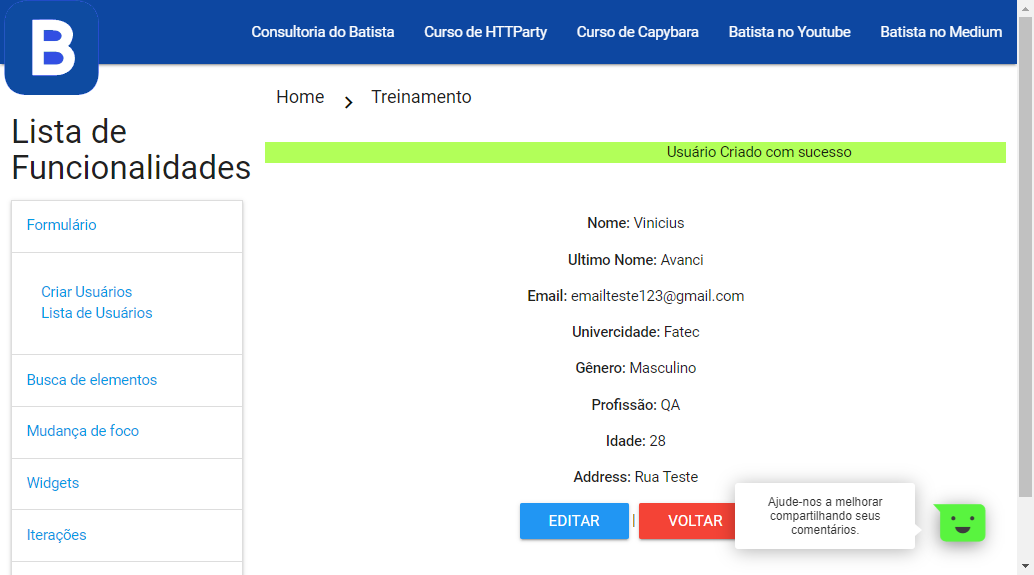 B
Consultoria do Batista
Curso de HTTParty
Curso de Capybara
Batista no Youtube
Batista no Medium
Home
Treinamento
Lista de
Funcionalidades
Usuário Criado com sucesso
Formulário
Criar Usuários
Lista de Usuários
Busca de elementos
Mudança de foco
Widgets
Iterações
Nome: Vinicius
Ultimo Nome: Avanci
Email: emailteste123@gmail.com
Univercidade: Fatec
Gênero: Masculino
Profissão: QA
Idade: 28
Address: Rua Teste
EDITAR | VOLTAR
Ajude-nos a melhorar
compartilhando seus
comentários.